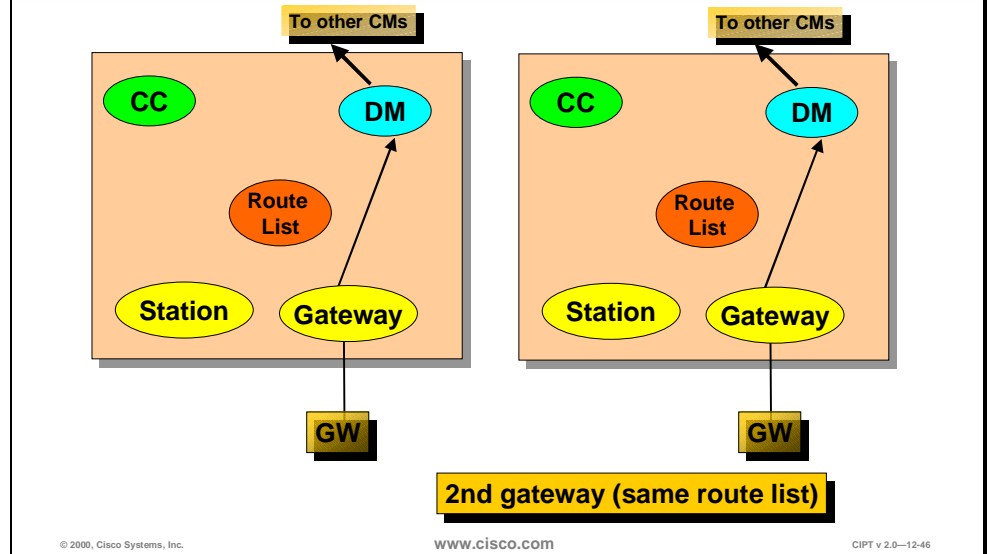 To other CMs
To other CMs
CC
DM
CC
DM
Route
List
Route
List
Station
Gateway
Station
Gateway
GW
GW
2nd gateway (same route list)
© 2000, Cisco Systems, Inc.
www.cisco.com
CIPT v 2.0—12-46